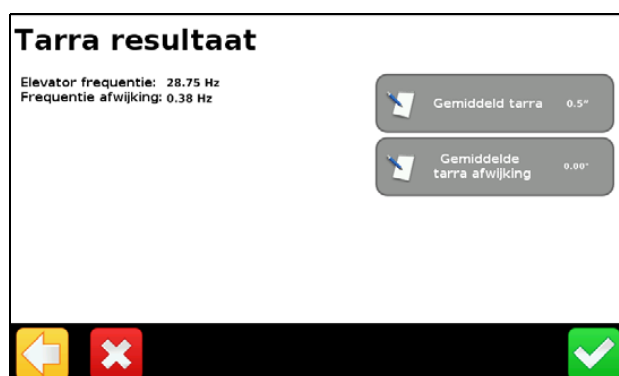 Tarra resultaat
Elevator frequentie: 28.75 Hz
Frequentie afwijking: 0.38 Hz
Gemiddeld tarra 0.5"
Gemiddelde
tarra afwijking 0.00"